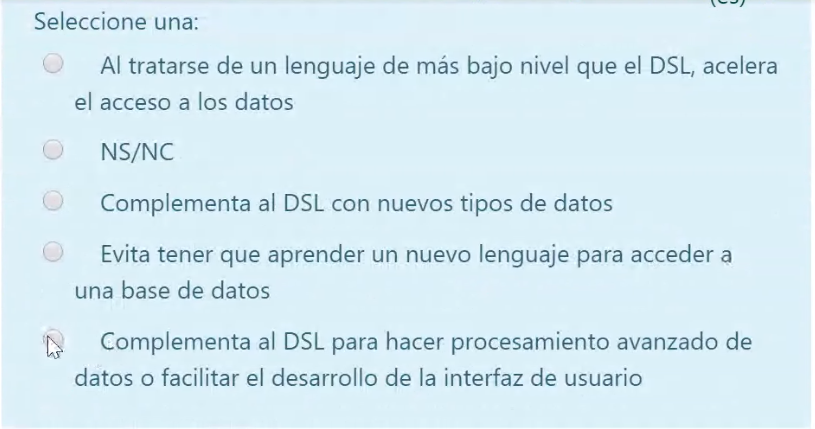 (es)
Seleccione una:
Al tratarse de un lenguaje de más bajo nivel que el DSL, acelera
el acceso a los datos
NS/NC
Complementa al DSL con nuevos tipos de datos
Evita tener que aprender un nuevo lenguaje para acceder a
una base de datos
Complementa al DSL para hacer procesamiento avanzado de
datos o facilitar el desarrollo de la interfaz de usuario